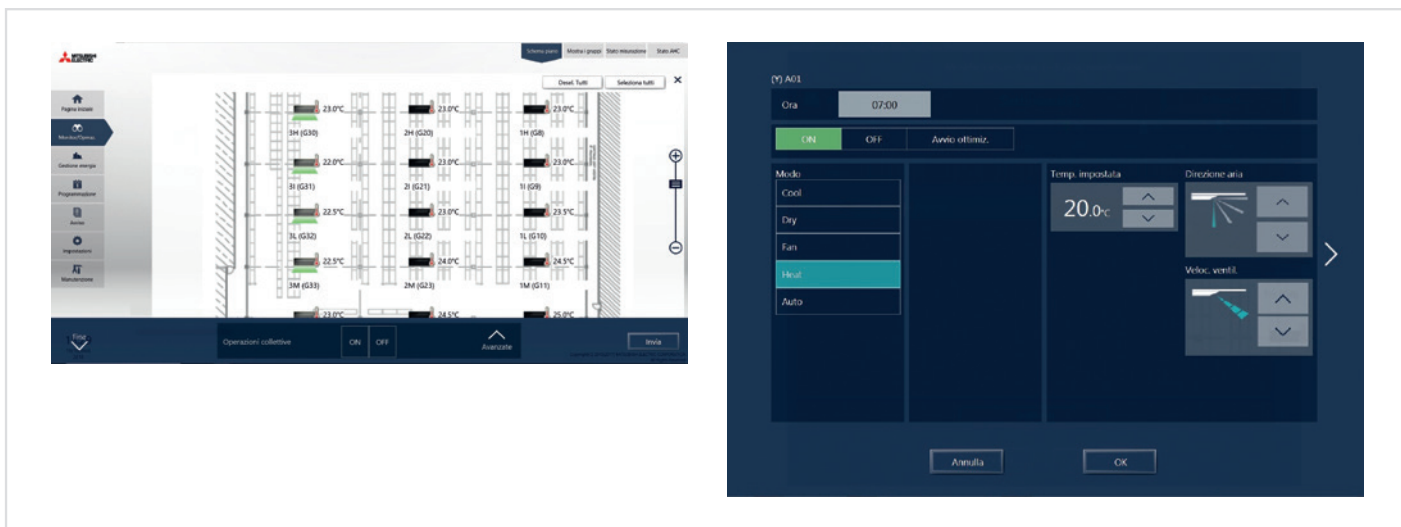 MITSUBISHI
ELECTRIC
Schema piano
Mostra i gruppi
Stato misurazione
Stato AHC
Desel. Tutti
Seleziona tutti
Pagina iniziale
Monitor/Operaz.
Gestione energia
Programmazione
Avvisi
Impostazioni
Manutenzione
23.0°C 23.0°C 23.0°C
3H (G30) 2H (G20) 1H (G8)
22.0°C 23.0°C 23.0°C
3I (G31) 2I (G21) 1I (G9)
22.5°C 23.0°C 23.5°C
3L (G32) 2L (G22) 1L (G10)
22.5°C 24.0°C 24.5°C
3M (G33) 2M (G23) 1M (G11)
23.0°C 24.5°C 25.0°C
Fine
Operazioni collettive
ON
OFF
Avanzate
Invia
(Y) A01
Ora 07:00
ON OFF Avvio ottimiz.
Modo
Cool
Dry
Fan
Heat
Auto
Temp. impostata
20.0°C
Direzione aria
Veloc. ventil.
Annulla
OK